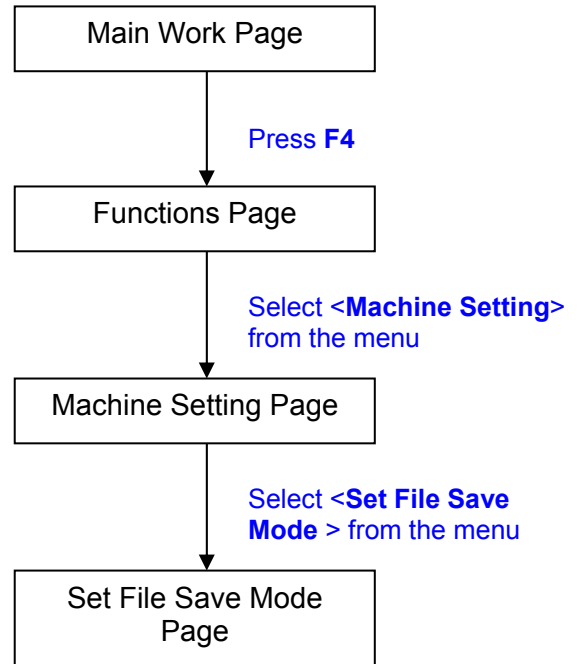 Main Work Page
Press F4
Functions Page
Select <Machine Setting>
from the menu
Machine Setting Page
Select <Set File Save
Mode > from the menu
Set File Save Mode
Page